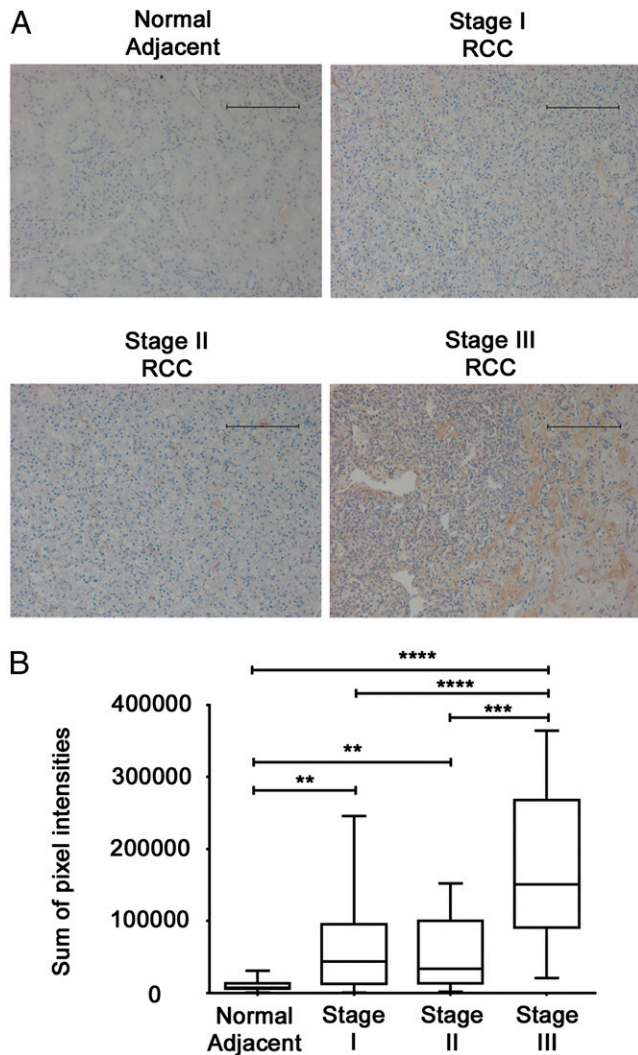 A
Normal
Adjacent
Stage I
RCC
Stage II
RCC
Stage III
RCC
B
****
****
***
**
**
Sum of pixel intensities
400000
300000
200000
100000
0
Normal
Adjacent
Stage
I
Stage
II
Stage
III